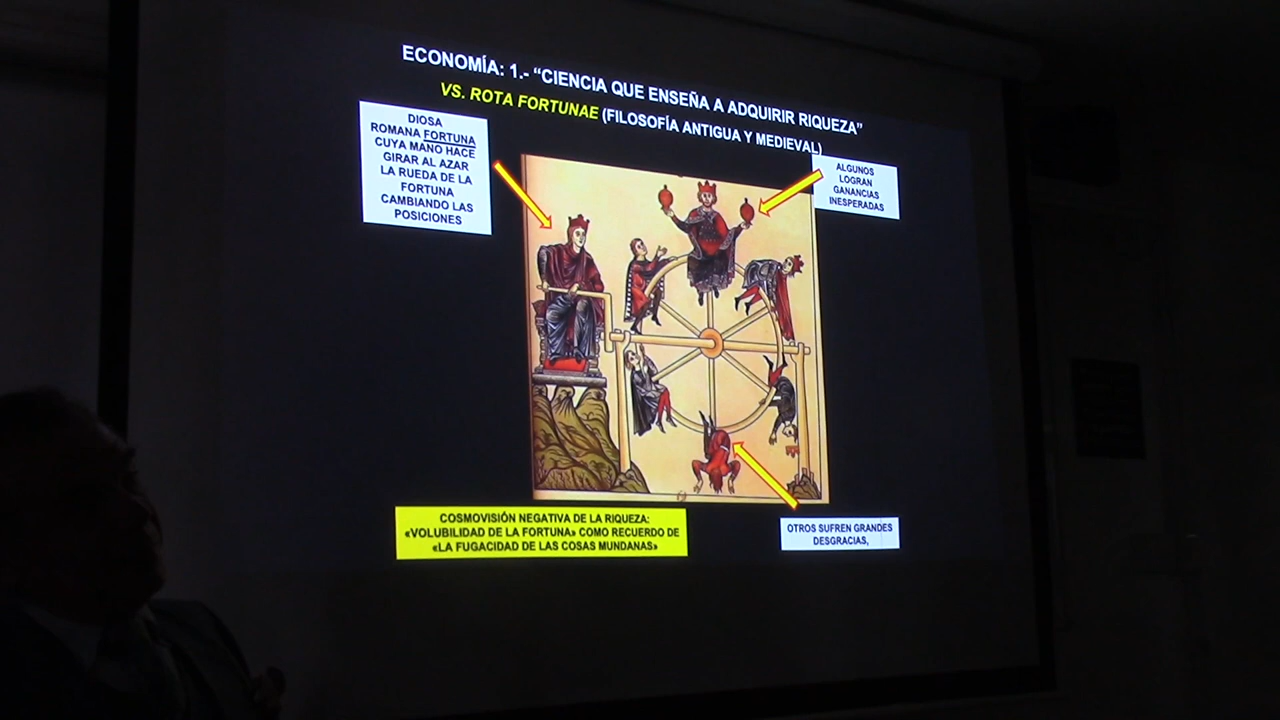 ECONOMÍA: 1.- “CIENCIA QUE ENSEÑA A ADQUIRIR RIQUEZA”
VS. ROTA FORTUNAE (FILOSOFÍA ANTIGUA Y MEDIEVAL)
DIOSA
ROMANA FORTUNA
CUYA MANO HACE
GIRAR AL AZAR
LA RUEDA DE LA
FORTUNA
CAMBIANDO LAS
POSICIONES
ALGUNOS
LOGRAN
GANANCIAS
INESPERADAS
COSMOVISIÓN NEGATIVA DE LA RIQUEZA:
«VOLUBILIDAD DE LA FORTUNA» COMO RECUERDO DE
«LA FUGACIDAD DE LAS COSAS MUNDANAS»
OTROS SUFREN GRANDES
DESGRACIAS,